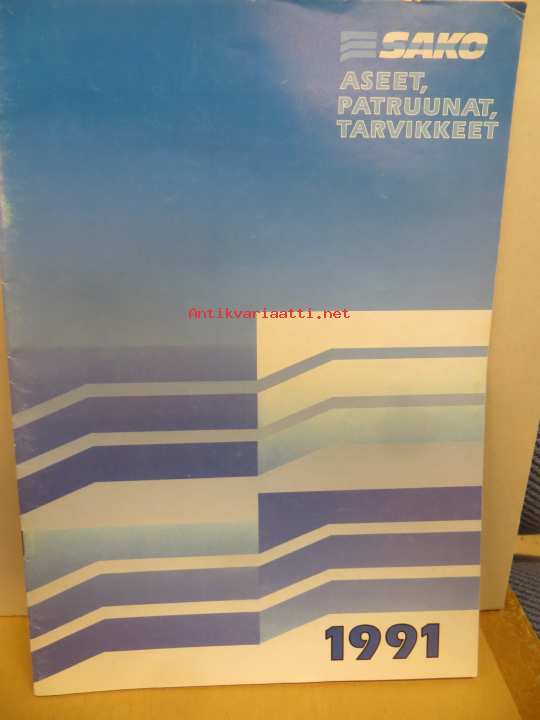 SAKO
ASEET,
PATRUUNAT,
TARVIKKEET
Antikvariaatti.net
1991